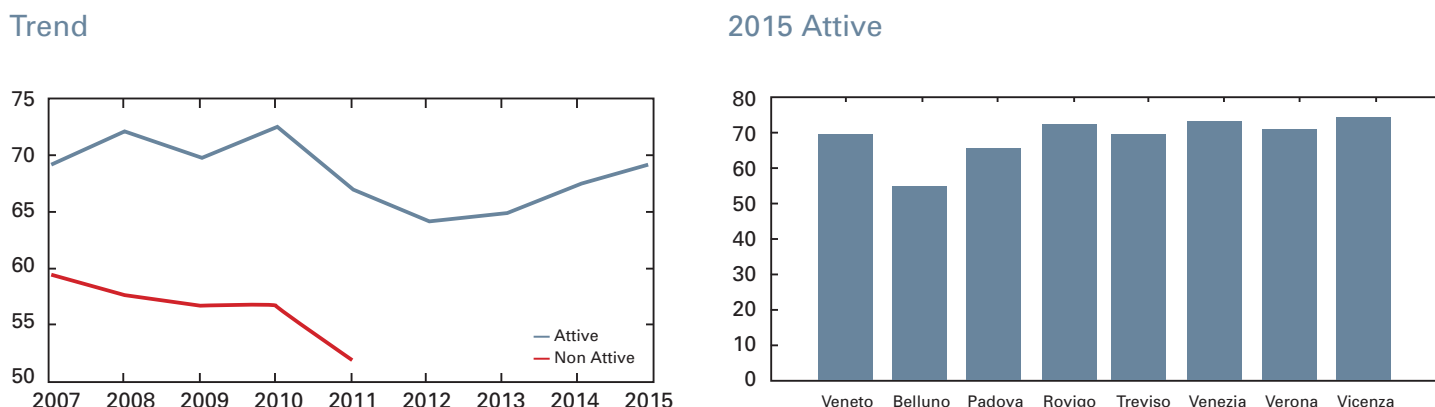 Trend
75
70
65
60
55
50
2007 2008 2009 2010 2011 2012 2013 2014 2015
Attive
Non Attive
2015 Attive
80
70
60
50
40
30
20
10
0
Veneto Belluno Padova Rovigo Treviso Venezia Verona Vicenza